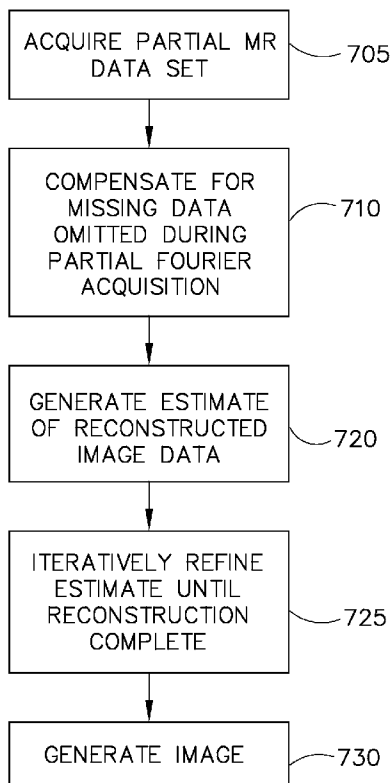 ACQUIRE PARTIAL MR
DATA SET
705
COMPENSATE FOR
MISSING DATA
OMITTED DURING
PARTIAL FOURIER
ACQUISITION
710
GENERATE ESTIMATE
OF RECONSTRUCTED
IMAGE DATA
720
ITERATIVELY REFINE
ESTIMATE UNTIL
RECONSTRUCTION
COMPLETE
725
GENERATE IMAGE
730